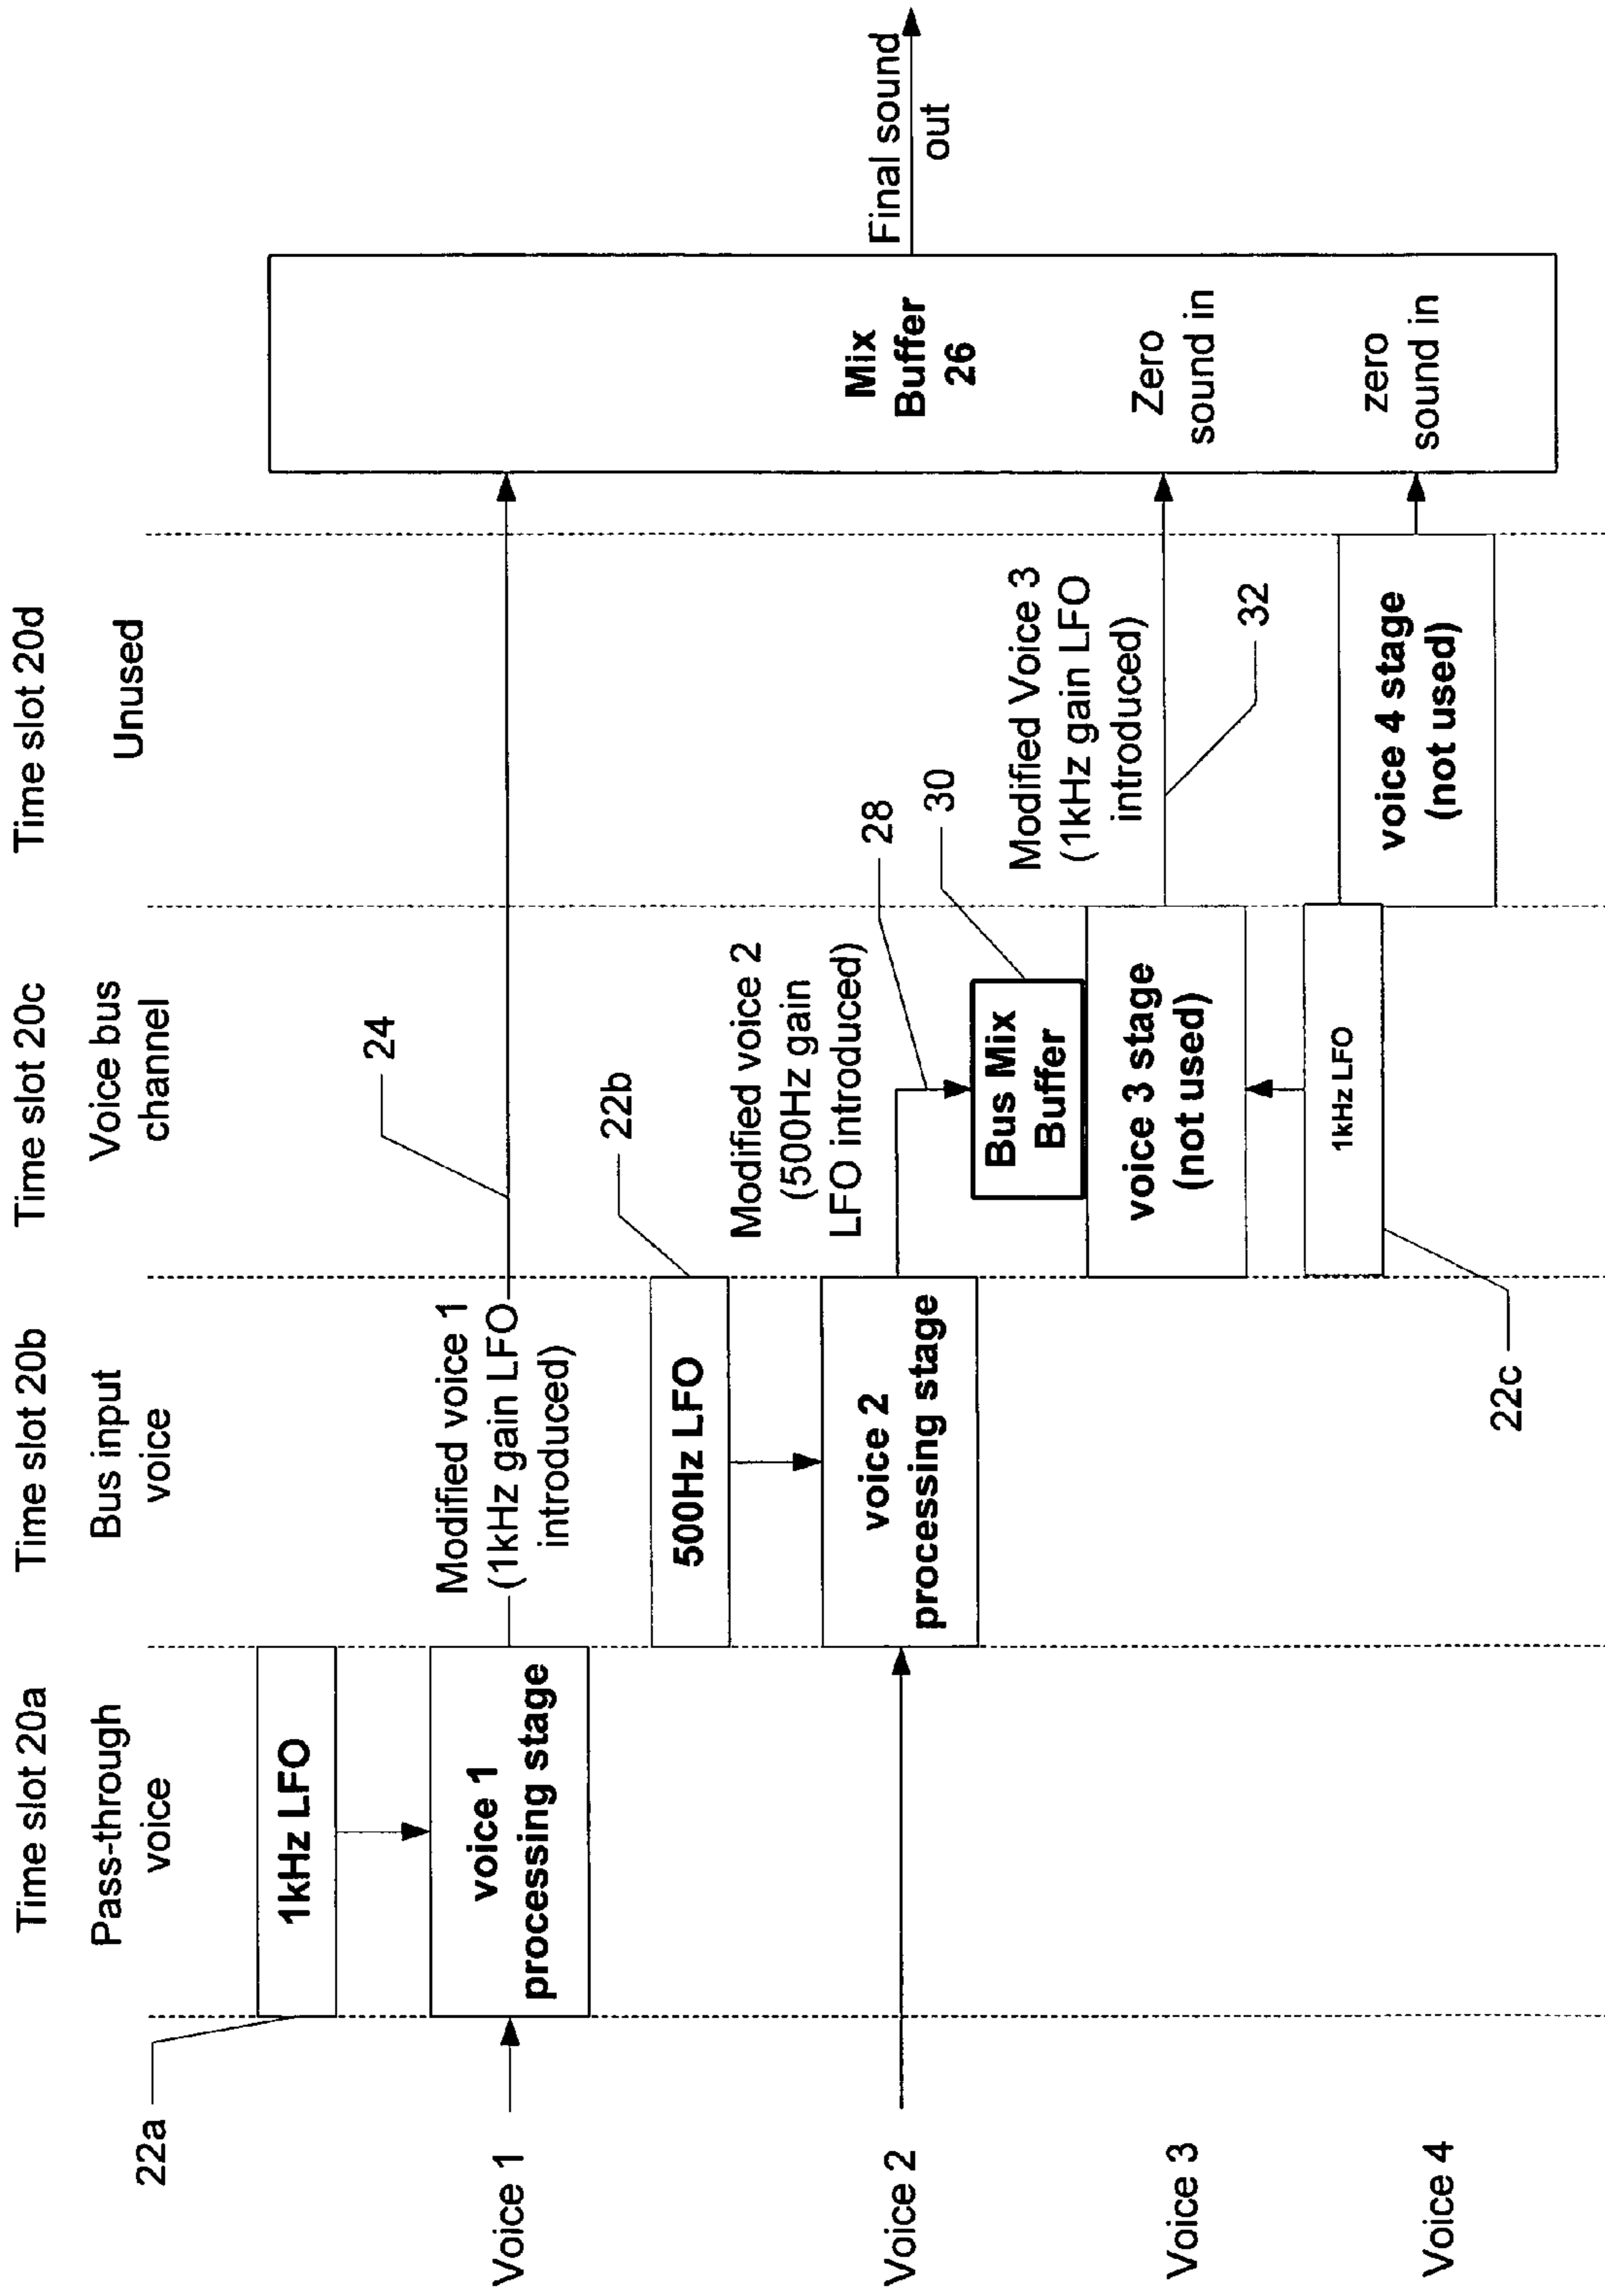 Time slot 20a
Time slot 20b
Time slot 20c
Time slot 20d
Pass-through
voice
Bus input
voice
Voice bus
channel
Unused
22a
1kHz LFO
24
Voice 1
voice 1
processing stage
Modified voice 1
(1kHz gain LFO
introduced)
22b
500Hz LFO
Modified voice 2
(500Hz gain
LFO introduced)
28
Voice 2
voice 2
processing stage
30
Bus Mix
Buffer
Mix
Buffer
26
Final sound
out
Modified Voice 3
(1kHz gain LFO
introduced)
Voice 3
voice 3 stage
(not used)
32
Zero
sound in
Voice 4
1kHz LFO
22c
voice 4 stage
(not used)
zero
sound in